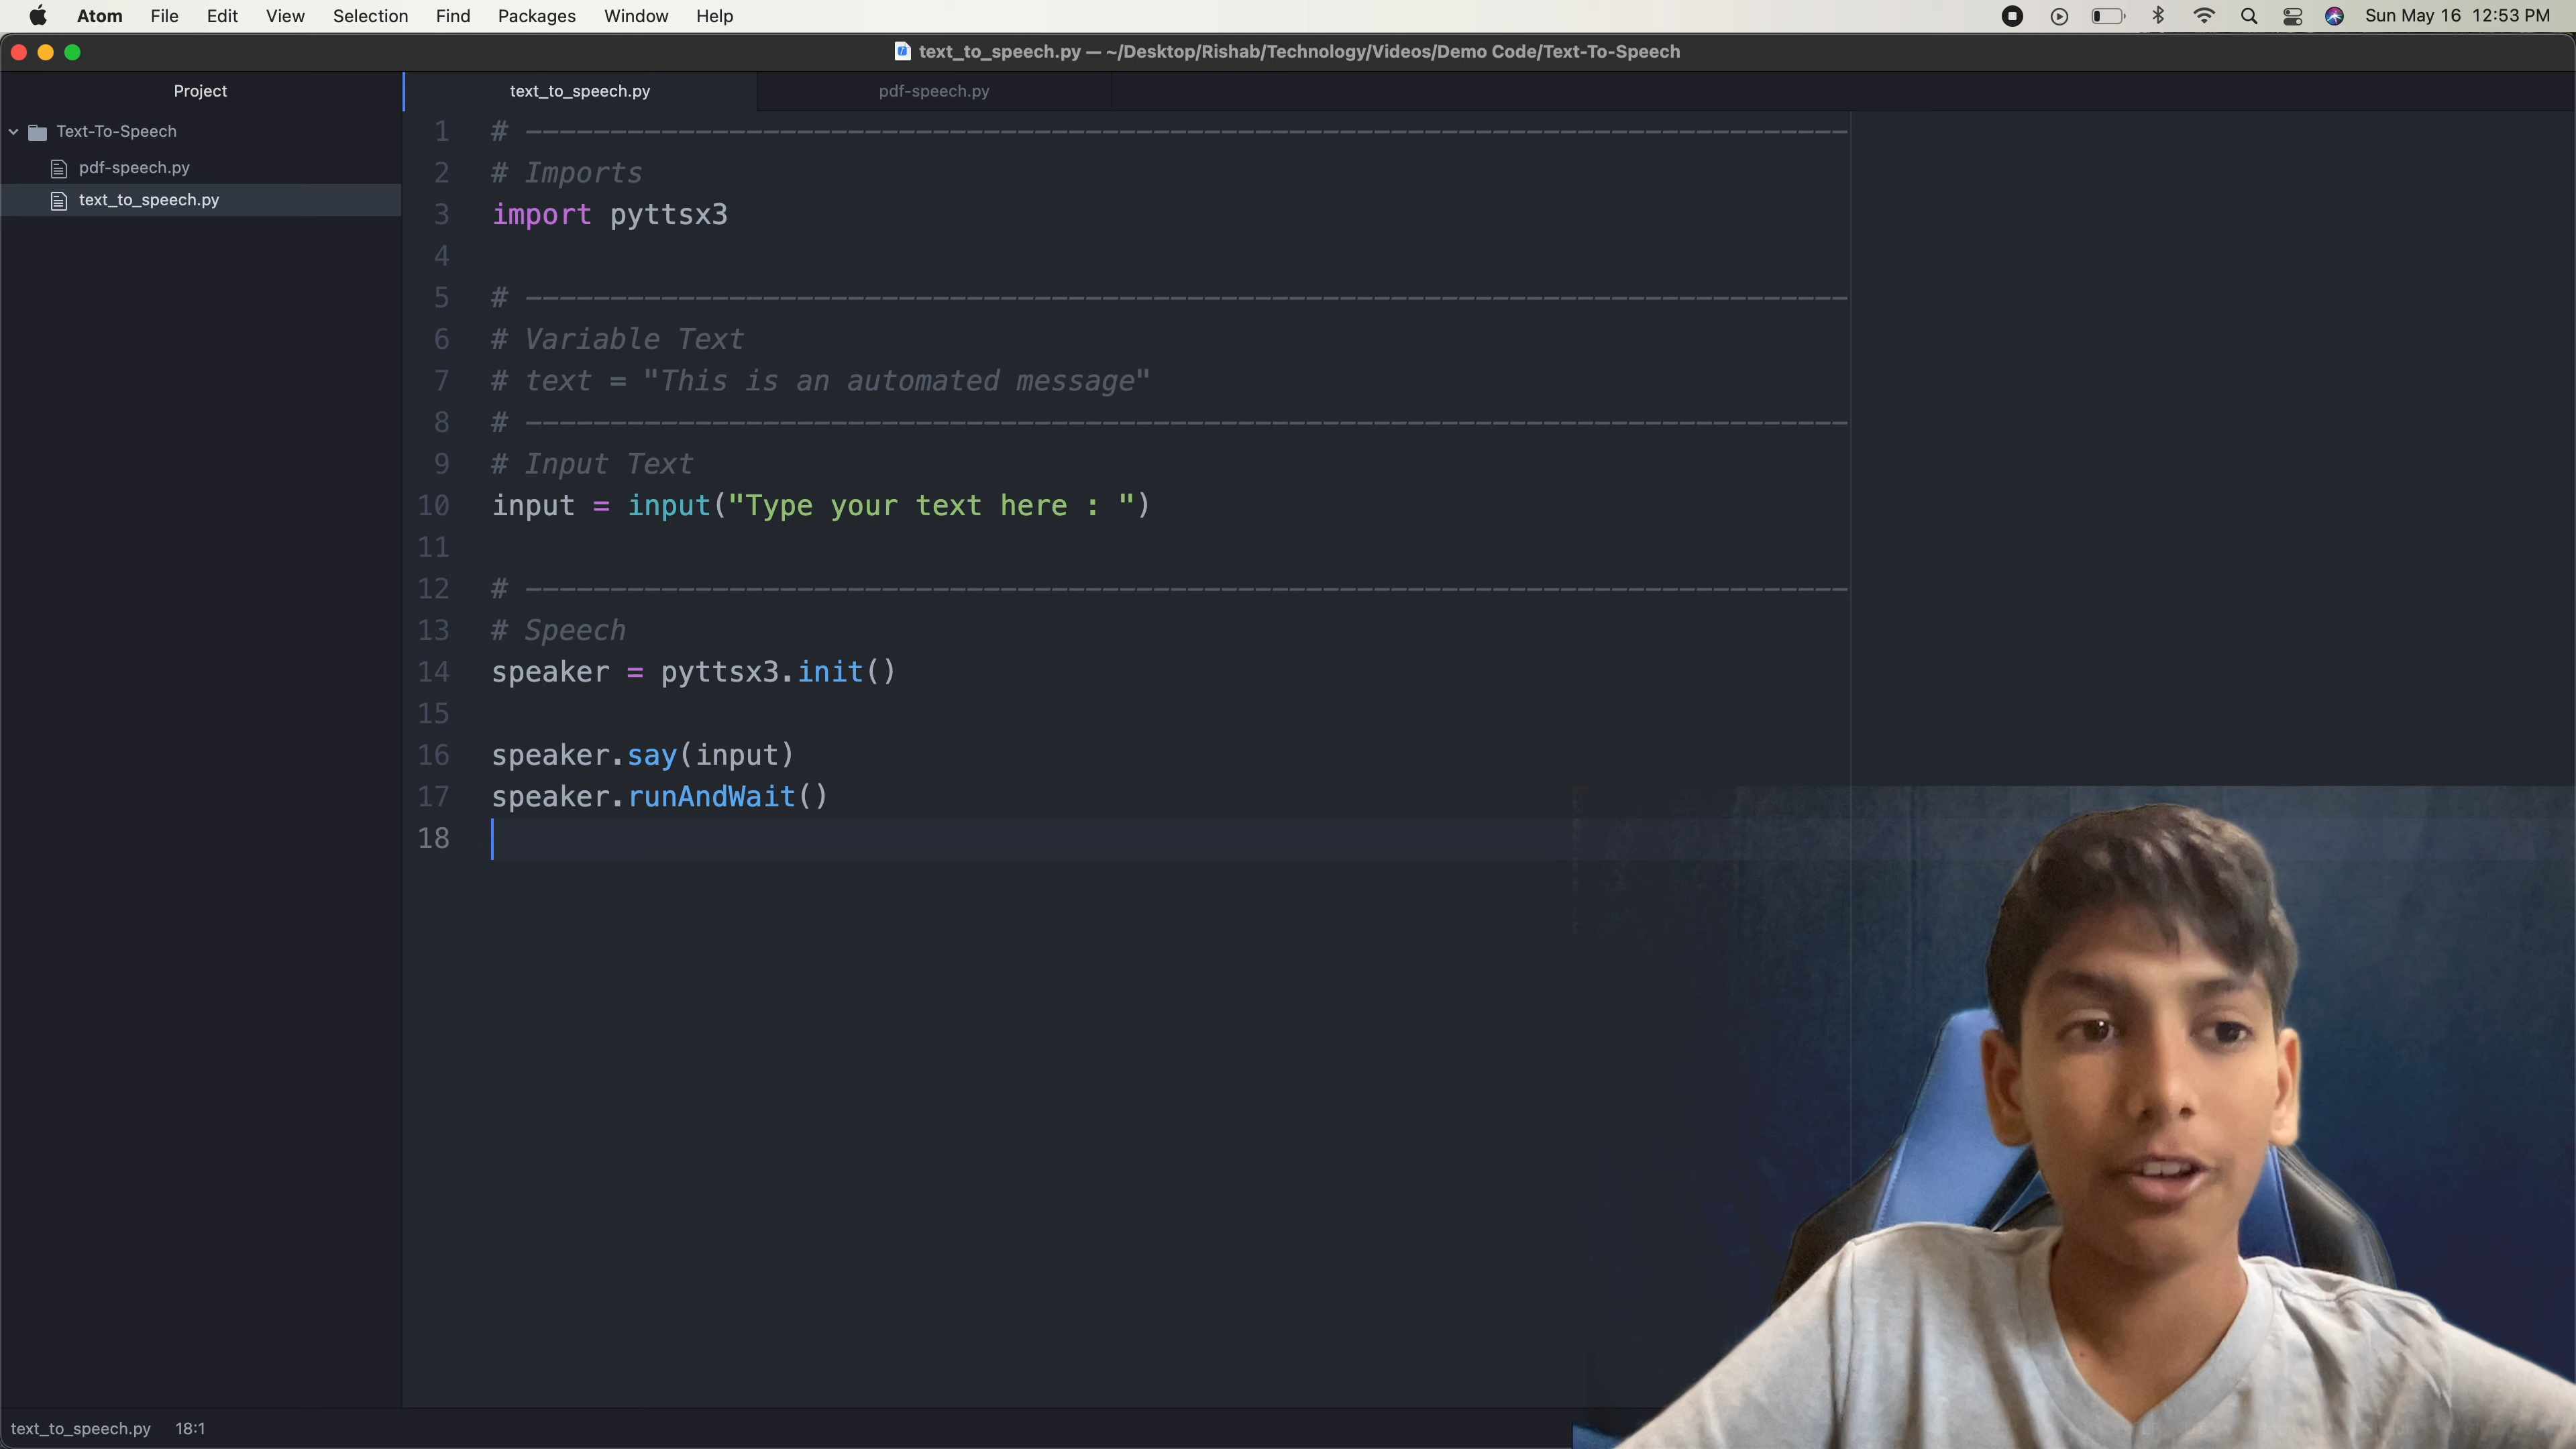 Atom File Edit View Selection Find Packages Window Help Sun May 16 12:53 PM
text_to_speech.py — ~/Desktop/Rishab/Technology/Videos/Demo Code/Text-To-Speech
Project text_to_speech.py pdf-speech.py
Text-To-Speech
pdf-speech.py
text_to_speech.py
1 # ------------------------------------------------------------------------------
2 # Imports
3 import pyttsx3
4
5 # ------------------------------------------------------------------------------
6 # Variable Text
7 # text = "This is an automated message"
8 # ------------------------------------------------------------------------------
9 # Input Text
10 input = input("Type your text here : ")
11
12 # ------------------------------------------------------------------------------
13 # Speech
14 speaker = pyttsx3.init()
15
16 speaker.say(input)
17 speaker.runAndWait()
18
text_to_speech.py 18:1